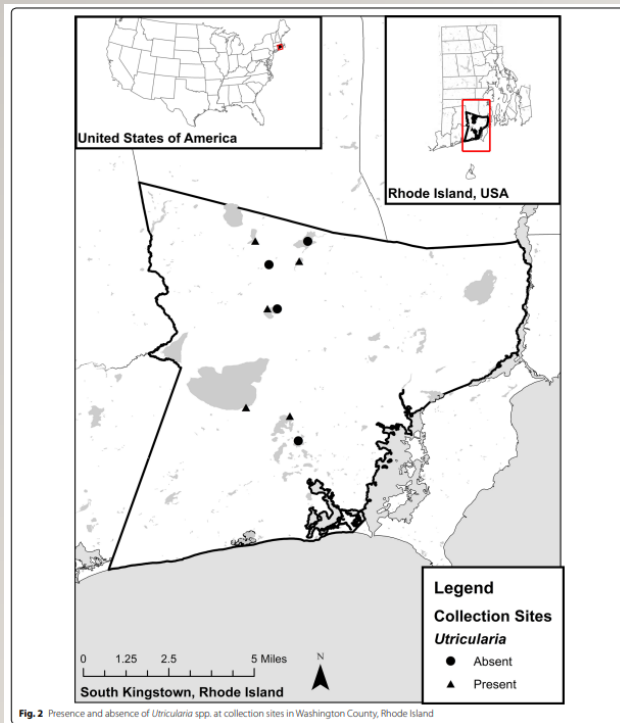 United States of America
Rhode Island, USA
Legend
Collection Sites
Utricularia
Absent
Present
0 1.25 2.5 5 Miles
N
South Kingstown, Rhode Island
Fig. 2 Presence and absence of Utricularia spp. at collection sites in Washington County, Rhode Island